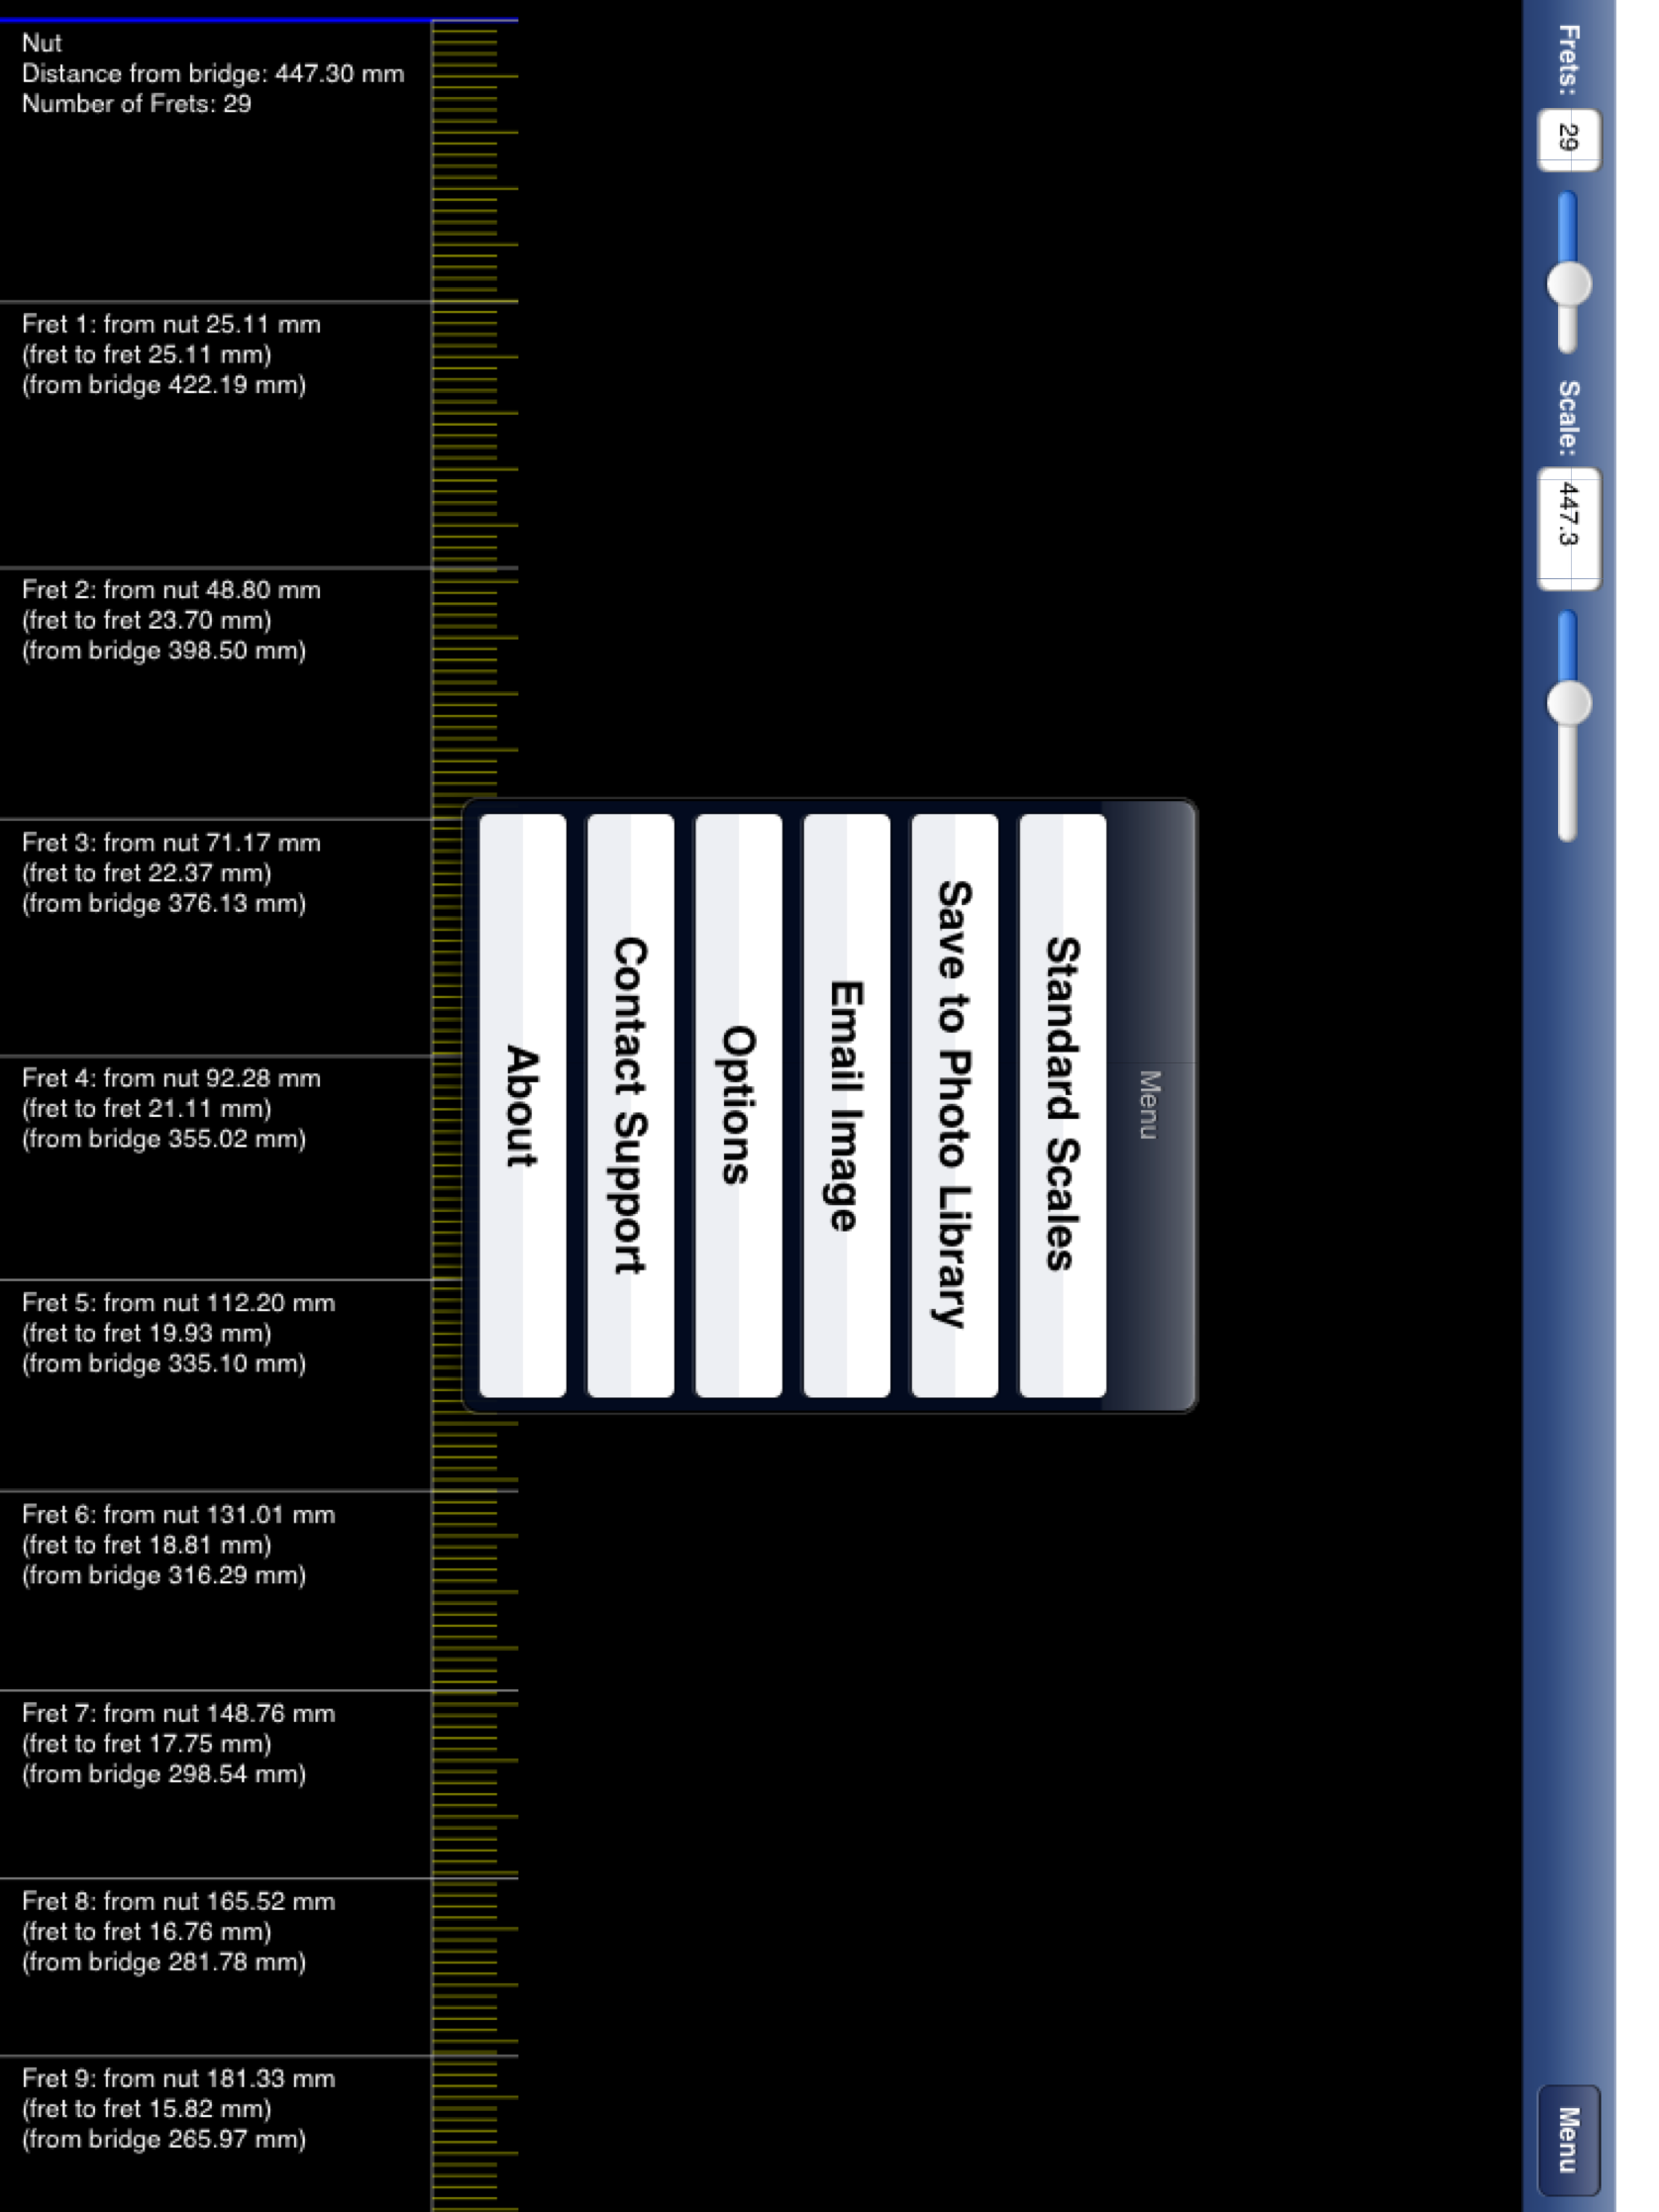 Frets:
29
Scale:
447.3
Menu
Nut
Distance from bridge: 447.30 mm
Number of Frets: 29
Fret 1: from nut 25.11 mm
(fret to fret 25.11 mm)
(from bridge 422.19 mm)
Fret 2: from nut 48.80 mm
(fret to fret 23.70 mm)
(from bridge 398.50 mm)
Fret 3: from nut 71.17 mm
(fret to fret 22.37 mm)
(from bridge 376.13 mm)
Fret 4: from nut 92.28 mm
(fret to fret 21.11 mm)
(from bridge 355.02 mm)
Fret 5: from nut 112.20 mm
(fret to fret 19.93 mm)
(from bridge 335.10 mm)
Fret 6: from nut 131.01 mm
(fret to fret 18.81 mm)
(from bridge 316.29 mm)
Fret 7: from nut 148.76 mm
(fret to fret 17.75 mm)
(from bridge 298.54 mm)
Fret 8: from nut 165.52 mm
(fret to fret 16.76 mm)
(from bridge 281.78 mm)
Fret 9: from nut 181.33 mm
(fret to fret 15.82 mm)
(from bridge 265.97 mm)
Menu
Standard Scales
Save to Photo Library
Email Image
Options
Contact Support
About